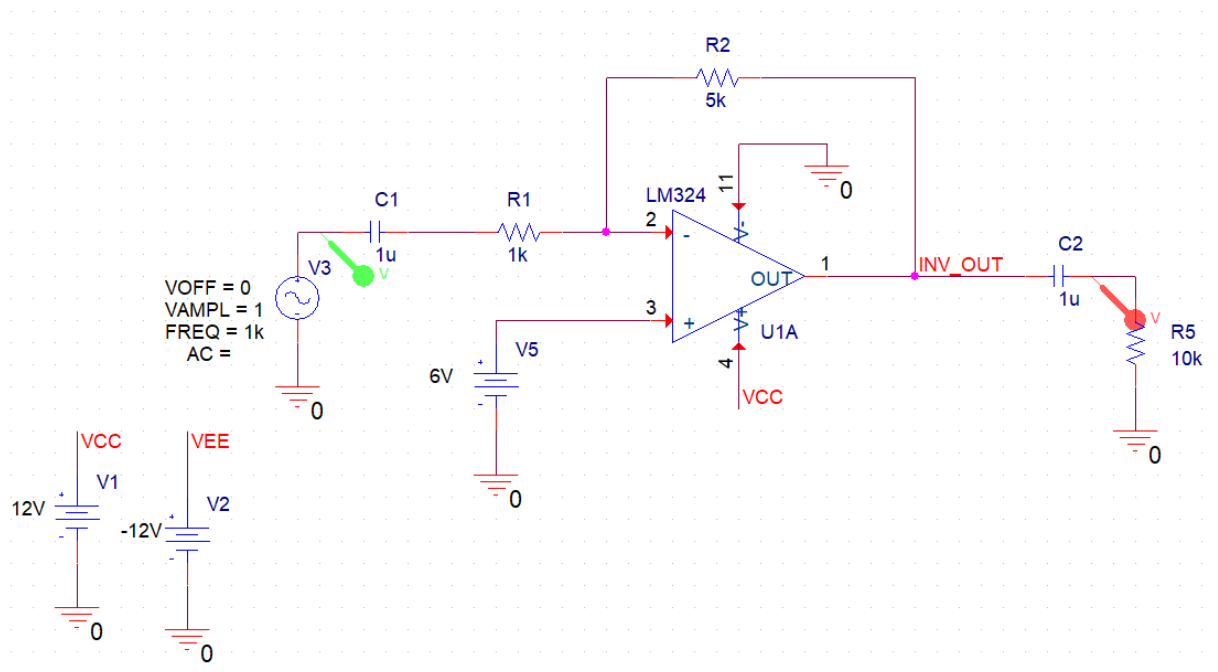 R2
5k
11
0
LM324
C1
1u
R1
1k
2
-
V-
V
V3
VOFF = 0
VAMPL = 1
FREQ = 1k
AC =
0
OUT
1
INV_OUT
C2
1u
3
+
V+
U1A
4
VCC
V5
6V
0
V
R5
10k
0
VCC
V1
12V
0
VEE
V2
-12V
0